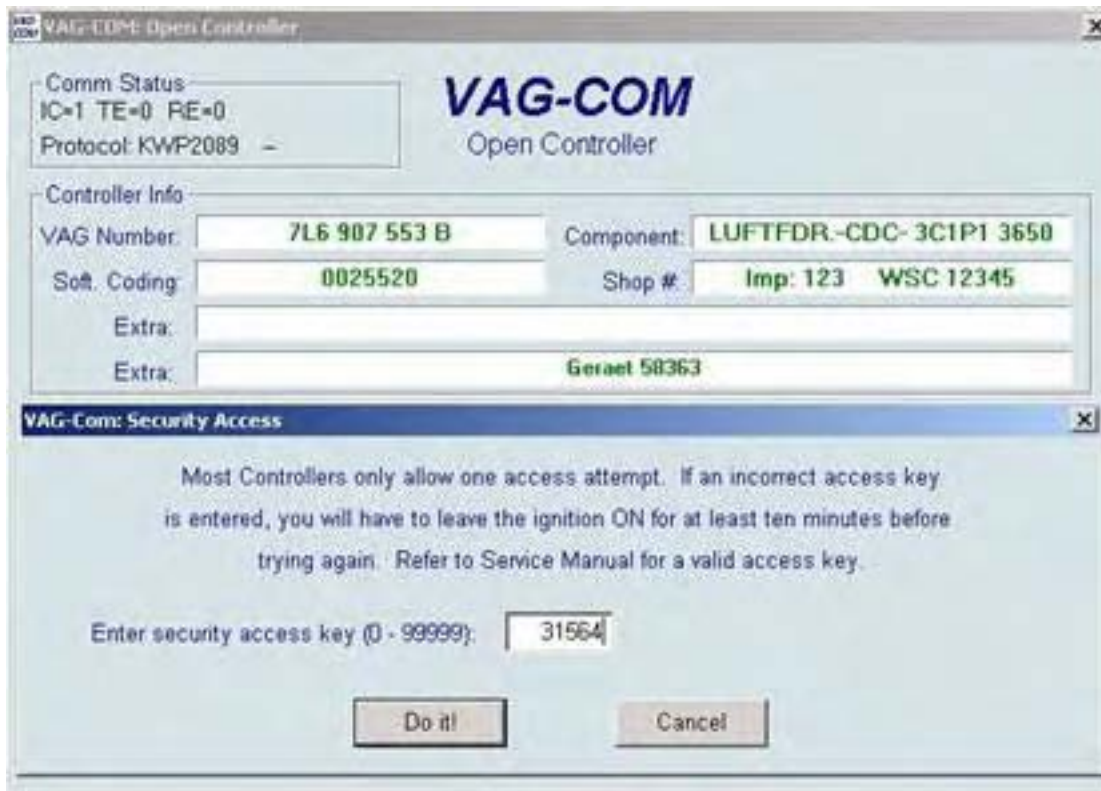 VAG-COM: Open Controller
Comm Status
IC=1 TE=0 RE=0
Protocol: KWP2089 –
VAG-COM
Open Controller
Controller Info
VAG Number: 7L6 907 553 B Component: LUFTFDR.-CDC- 3C1P1 3650
Soft. Coding: 0025520 Shop #: Imp: 123 WSC 12345
Extra:
Extra: Geraet 58363
VAG-Com: Security Access
Most Controllers only allow one access attempt. If an incorrect access key
is entered, you will have to leave the ignition ON for at least ten minutes before
trying again. Refer to Service Manual for a valid access key.
Enter security access key (0 - 99999): 31564
Do it! Cancel